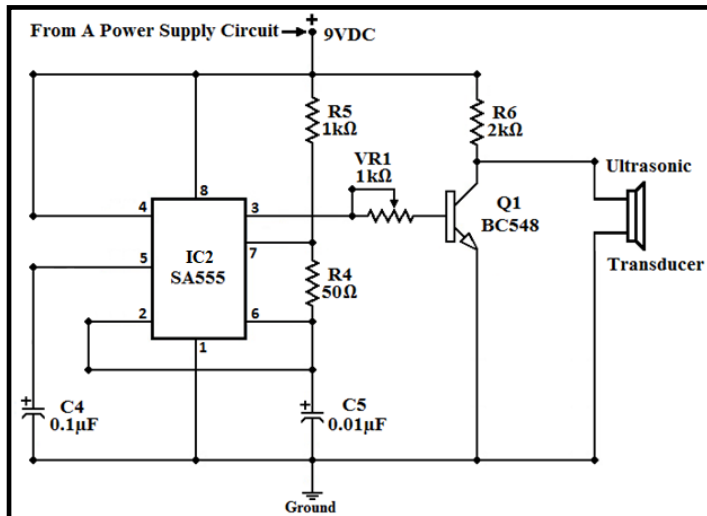 From A Power Supply Circuit
+
9VDC
R5
1kΩ
R6
2kΩ
VR1
1kΩ
Ultrasonic
8
4
3
Q1
BC548
5
IC2
SA555
7
R4
50Ω
Transducer
2
6
1
+
C4
0.1µF
+
C5
0.01µF
Ground